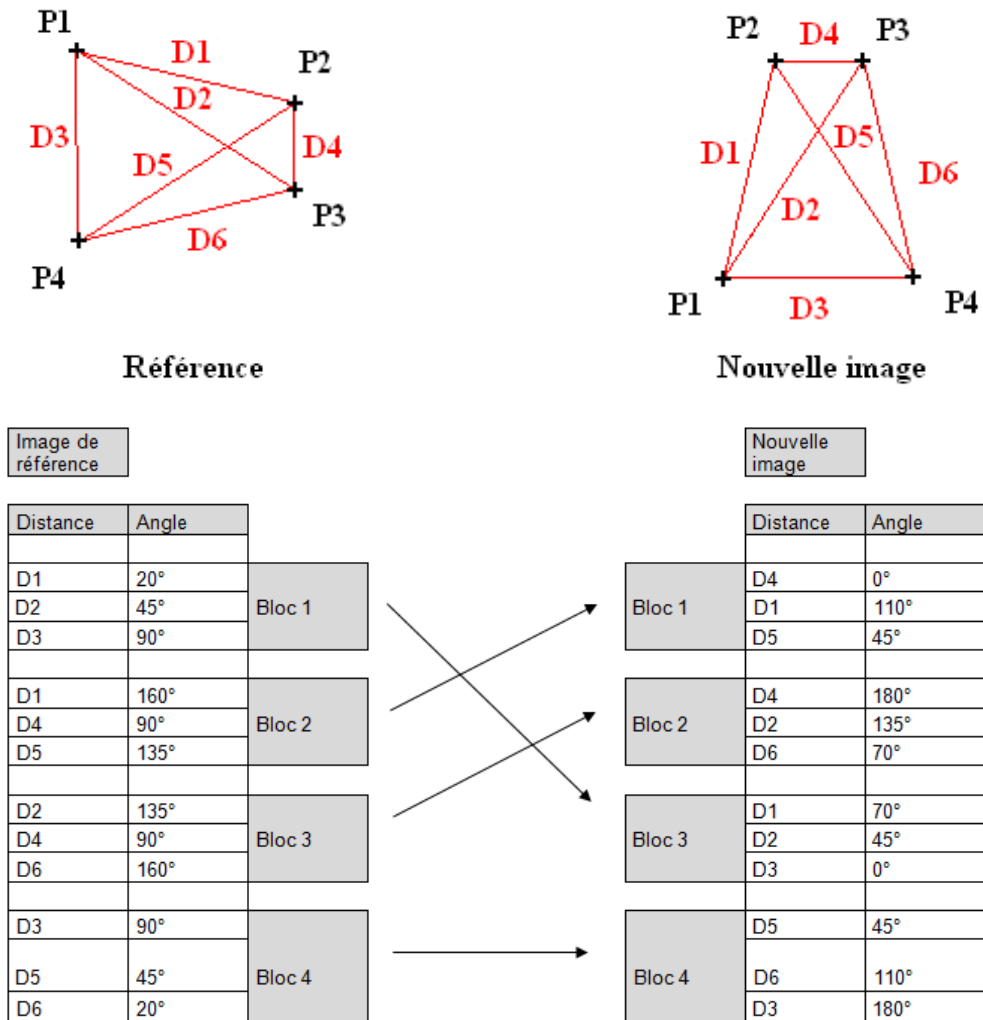 P1
D1
P2
D2
D3
D5
D4
P3
D6
P4
Référence
P2
D4
P3
D1
D5
D6
D2
P1
D3
P4
Nouvelle image
Image de
référence
Distance Angle
D1 20°
D2 45° Bloc 1
D3 90°
D1 160°
D4 90° Bloc 2
D5 135°
D2 135°
D4 90° Bloc 3
D6 160°
D3 90°
D5 45° Bloc 4
D6 20°
Nouvelle
image
Distance Angle
D4 0°
Bloc 1 D1 110°
D5 45°
D4 180°
Bloc 2 D2 135°
D6 70°
D1 70°
Bloc 3 D2 45°
D3 0°
D5 45°
Bloc 4 D6 110°
D3 180°